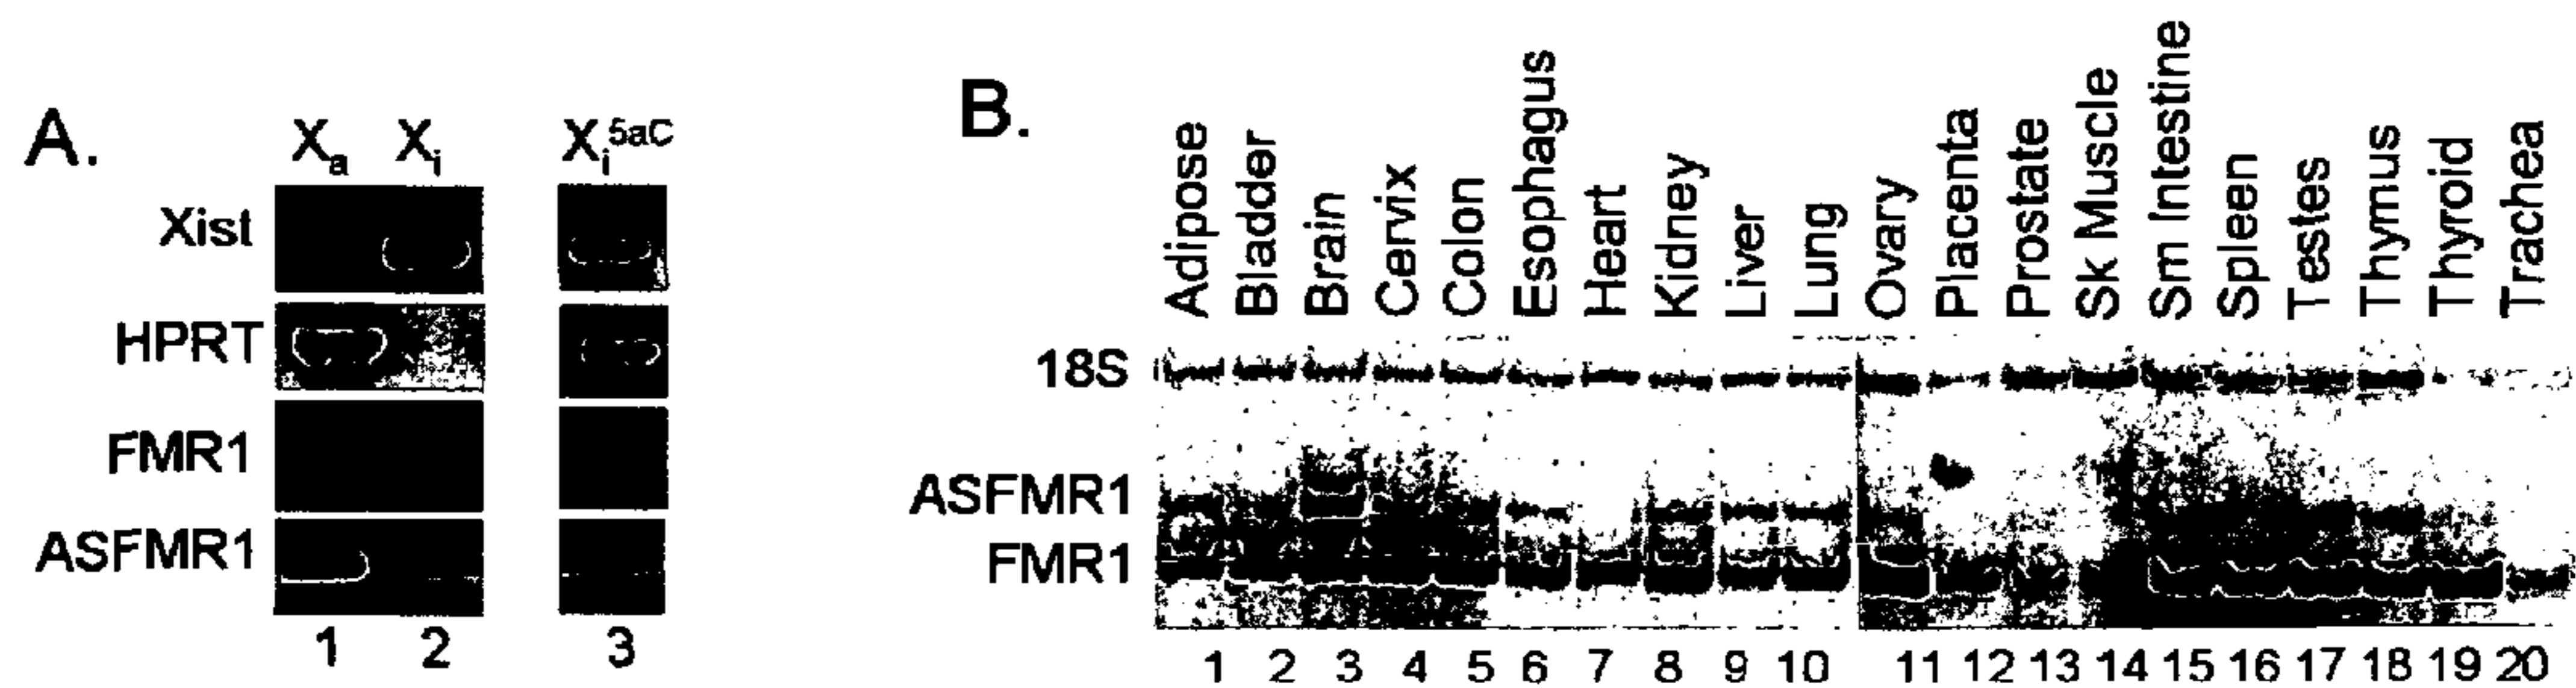 A.
Xa Xi Xi5aC
Xist
HPRT
FMR1
ASFMR1
1 2 3
B.
Adipose Bladder Brain Cervix Colon Esophagus Heart Kidney Liver Lung Ovary Placenta Prostate Sk Muscle Sm Intestine Spleen Testes Thymus Thyroid Trachea
18S
ASFMR1
FMR1
1 2 3 4 5 6 7 8 9 10 11 12 13 14 15 16 17 18 19 20